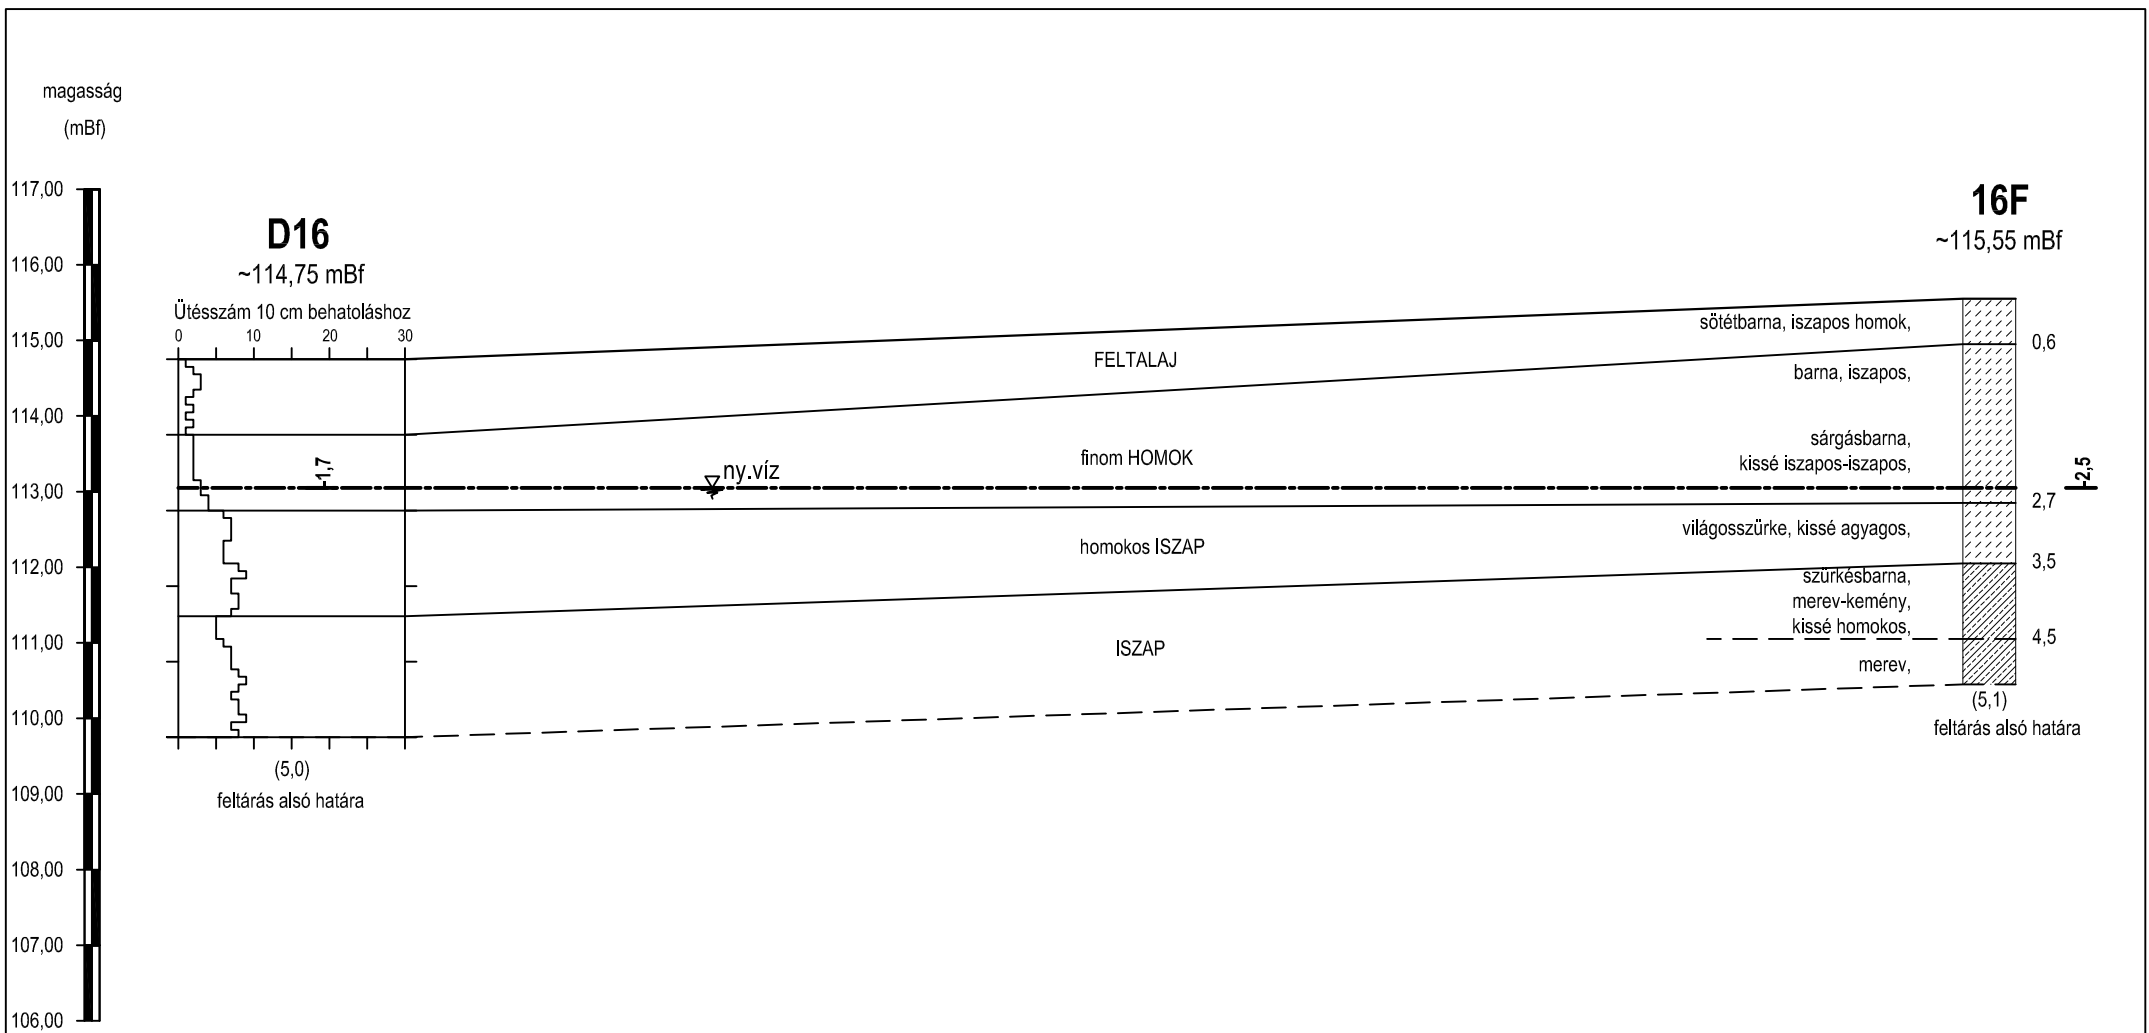 magasság
(mBf)
117,00
116,00
115,00
114,00
113,00
112,00
111,00
110,00
109,00
108,00
107,00
106,00
D16
~114,75 mBf
Ütésszám 10 cm behatoláshoz
0 10 20 30
-1,7
(5,0)
feltárás alsó határa
FELTALAJ
finom HOMOK
ny.víz
homokos ISZAP
ISZAP
16F
~115,55 mBf
sötétbarna, iszapos homok,
0,6
barna, iszapos,
sárgásbarna,
kissé iszapos-iszapos,
-2,5
2,7
világosszürke, kissé agyagos,
3,5
szürkésbarna,
merev-kemény,
kissé homokos,
4,5
merev,
(5,1)
feltárás alsó határa